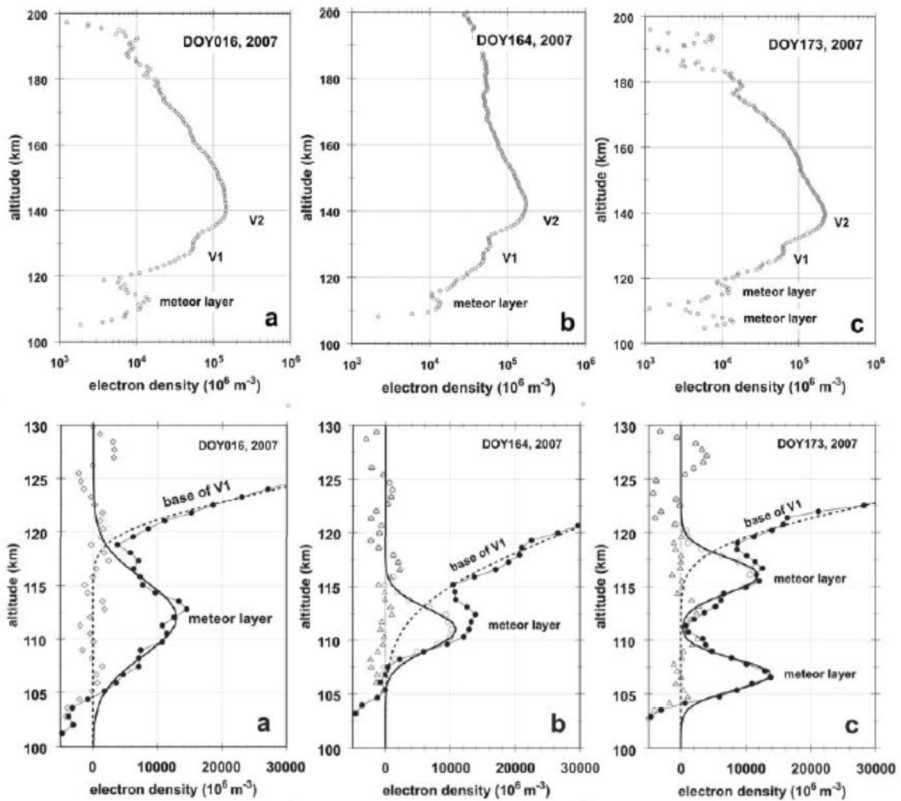 200
180
160
140
120
100
altitude (km)
DOY016, 2007
V2
V1
meteor layer
a
10³ 10⁴ 10⁵ 10⁶
electron density (10⁶ m⁻³)
200
180
160
140
120
100
altitude (km)
DOY164, 2007
V2
V1
meteor layer
b
10³ 10⁴ 10⁵ 10⁶
electron density (10⁶ m⁻³)
200
180
160
140
120
100
altitude (km)
DOY173, 2007
V2
V1
meteor layer
meteor layer
c
10³ 10⁴ 10⁵ 10⁶
electron density (10⁶ m⁻³)
130
125
120
115
110
105
100
altitude (km)
DOY016, 2007
base of V1
meteor layer
a
0 10000 20000 30000
electron density (10⁶ m⁻³)
130
125
120
115
110
105
100
altitude (km)
DOY164, 2007
base of V1
meteor layer
b
0 10000 20000 30000
electron density (10⁶ m⁻³)
130
125
120
115
110
105
100
altitude (km)
DOY173, 2007
base of V1
meteor layer
meteor layer
c
0 10000 20000 30000
electron density (10⁶ m⁻³)